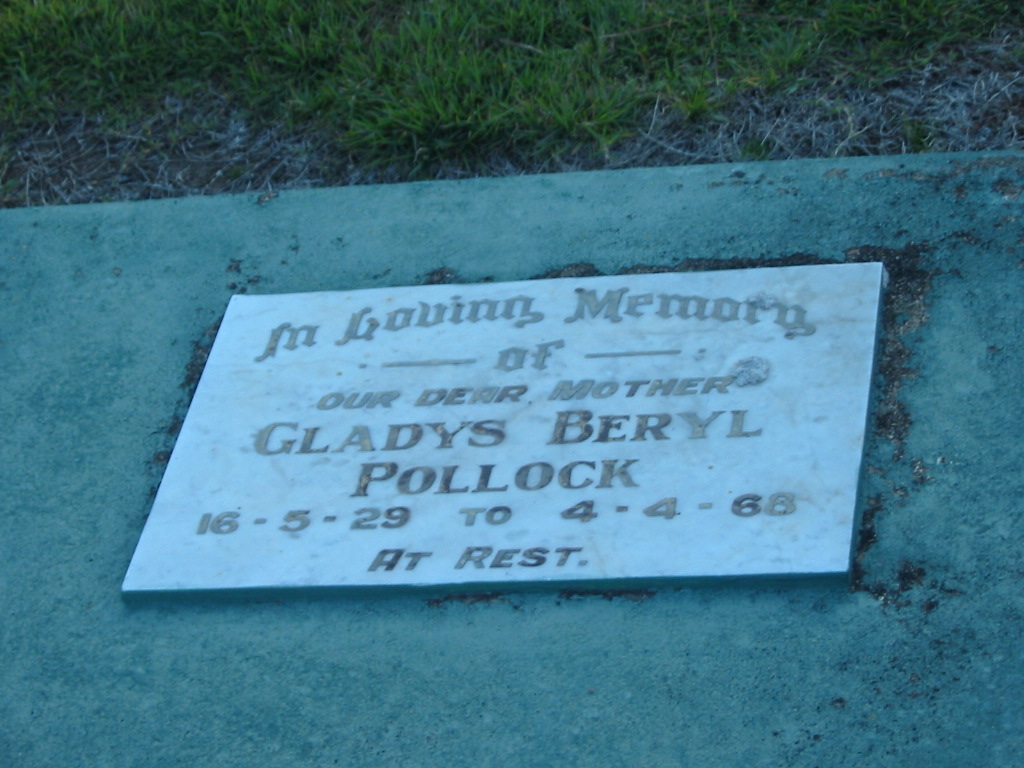 In Loving Memory
of
OUR DEAR MOTHER
GLADYS BERYL
POLLOCK
16-5-29 TO 4-4-68
AT REST.